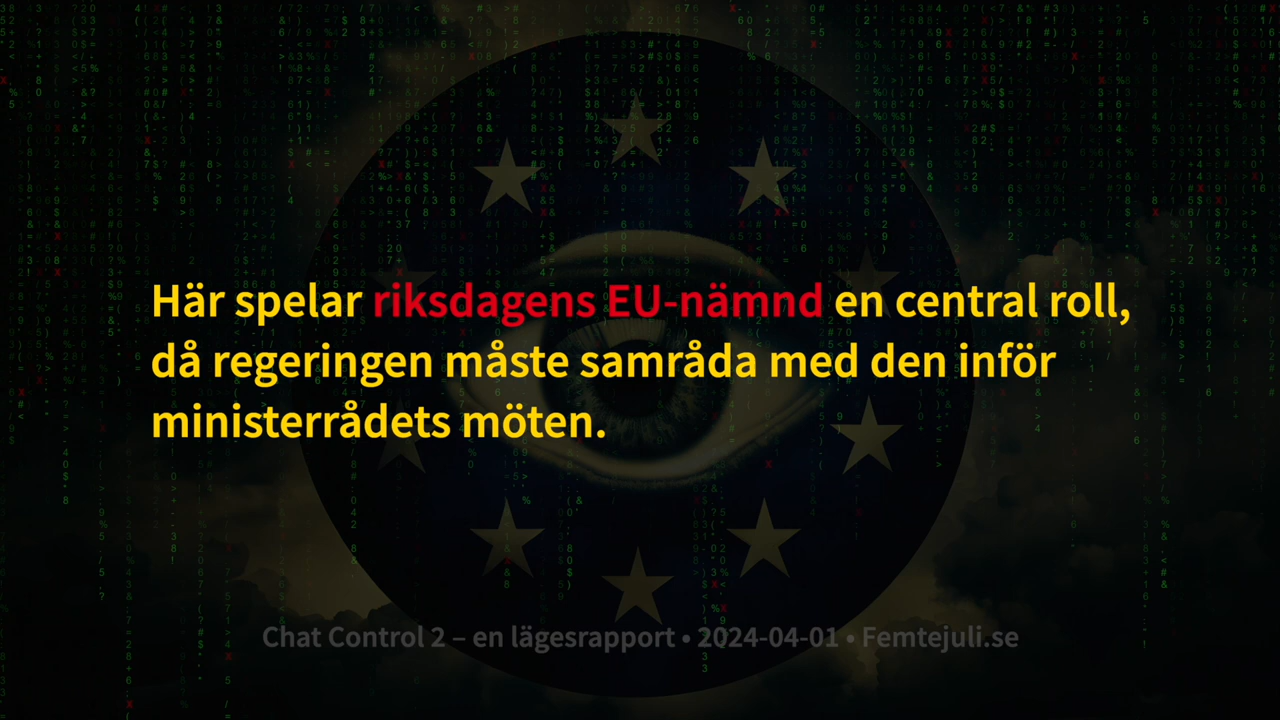 Här spelar riksdagens EU-nämnd en central roll,
då regeringen måste samråda med den inför
ministerrådets möten.
Chat Control 2 – en lägesrapport • 2024-04-01 • Femtejuli.se